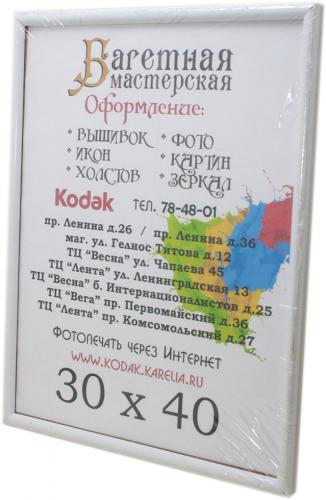 Багетная
мастерская
Оформление:
• ВЫШИВОК • ФОТО
• ИКОН • КАРТИН
• ХОЛСТОВ • ЗЕРКАЛ
Kodak ТЕЛ. 78-48-01
пр. Ленина д.26 / пр. Ленина д.36
маг. ул. Гелиос Титова д.12
ТЦ "Весна" ул. Чапаева 45
ТЦ "Лента" ул. Ленинградская 13
ТЦ "Весна" б. Интернационалистов д.25
ТЦ "Вега" пр. Первомайский д.36
ТЦ "Лента" пр. Комсомольский д.27
Фотопечать через Интернет
WWW.KODAK.KARELIA.RU
30 x 40